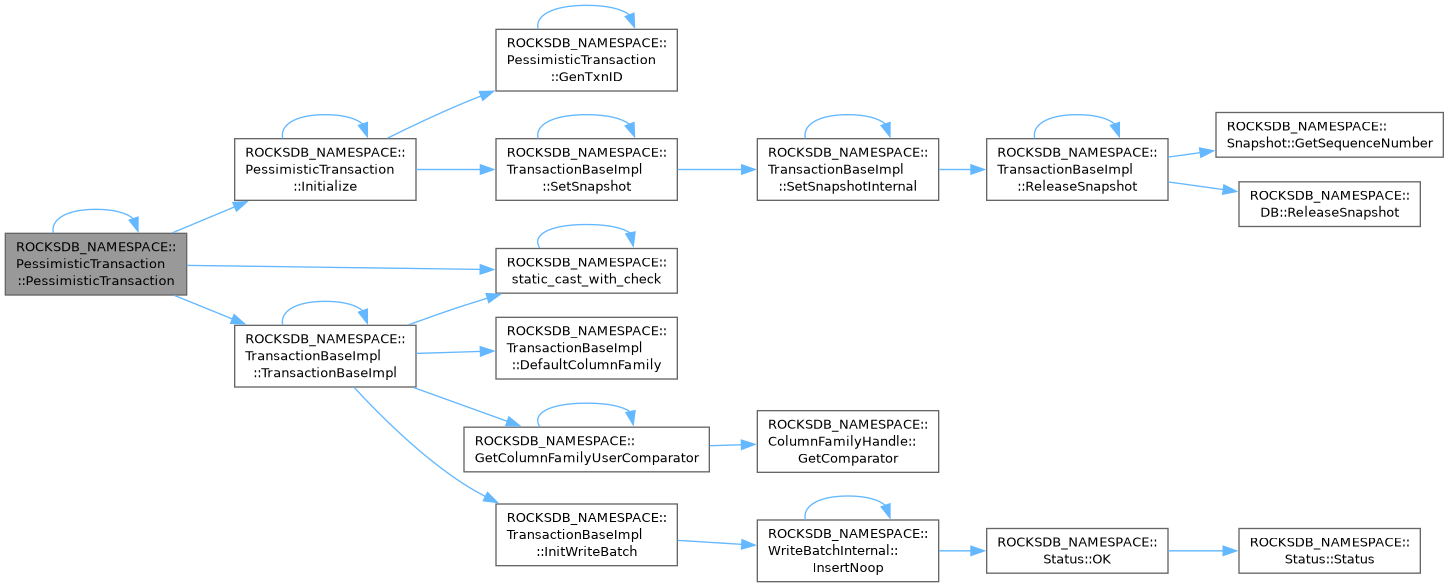 ROCKSDB_NAMESPACE::
PessimisticTransaction
::PessimisticTransaction
ROCKSDB_NAMESPACE::
PessimisticTransaction
::Initialize
ROCKSDB_NAMESPACE::
PessimisticTransaction
::GenTxnID
ROCKSDB_NAMESPACE::
TransactionBaseImpl
::SetSnapshot
ROCKSDB_NAMESPACE::
TransactionBaseImpl
::SetSnapshotInternal
ROCKSDB_NAMESPACE::
TransactionBaseImpl
::ReleaseSnapshot
ROCKSDB_NAMESPACE::
Snapshot::GetSequenceNumber
ROCKSDB_NAMESPACE::
DB::ReleaseSnapshot
ROCKSDB_NAMESPACE::
static_cast_with_check
ROCKSDB_NAMESPACE::
TransactionBaseImpl
::TransactionBaseImpl
ROCKSDB_NAMESPACE::
TransactionBaseImpl
::DefaultColumnFamily
ROCKSDB_NAMESPACE::
GetColumnFamilyUserComparator
ROCKSDB_NAMESPACE::
ColumnFamilyHandle::
GetComparator
ROCKSDB_NAMESPACE::
TransactionBaseImpl
::InitWriteBatch
ROCKSDB_NAMESPACE::
WriteBatchInternal::
InsertNoop
ROCKSDB_NAMESPACE::
Status::OK
ROCKSDB_NAMESPACE::
Status::Status